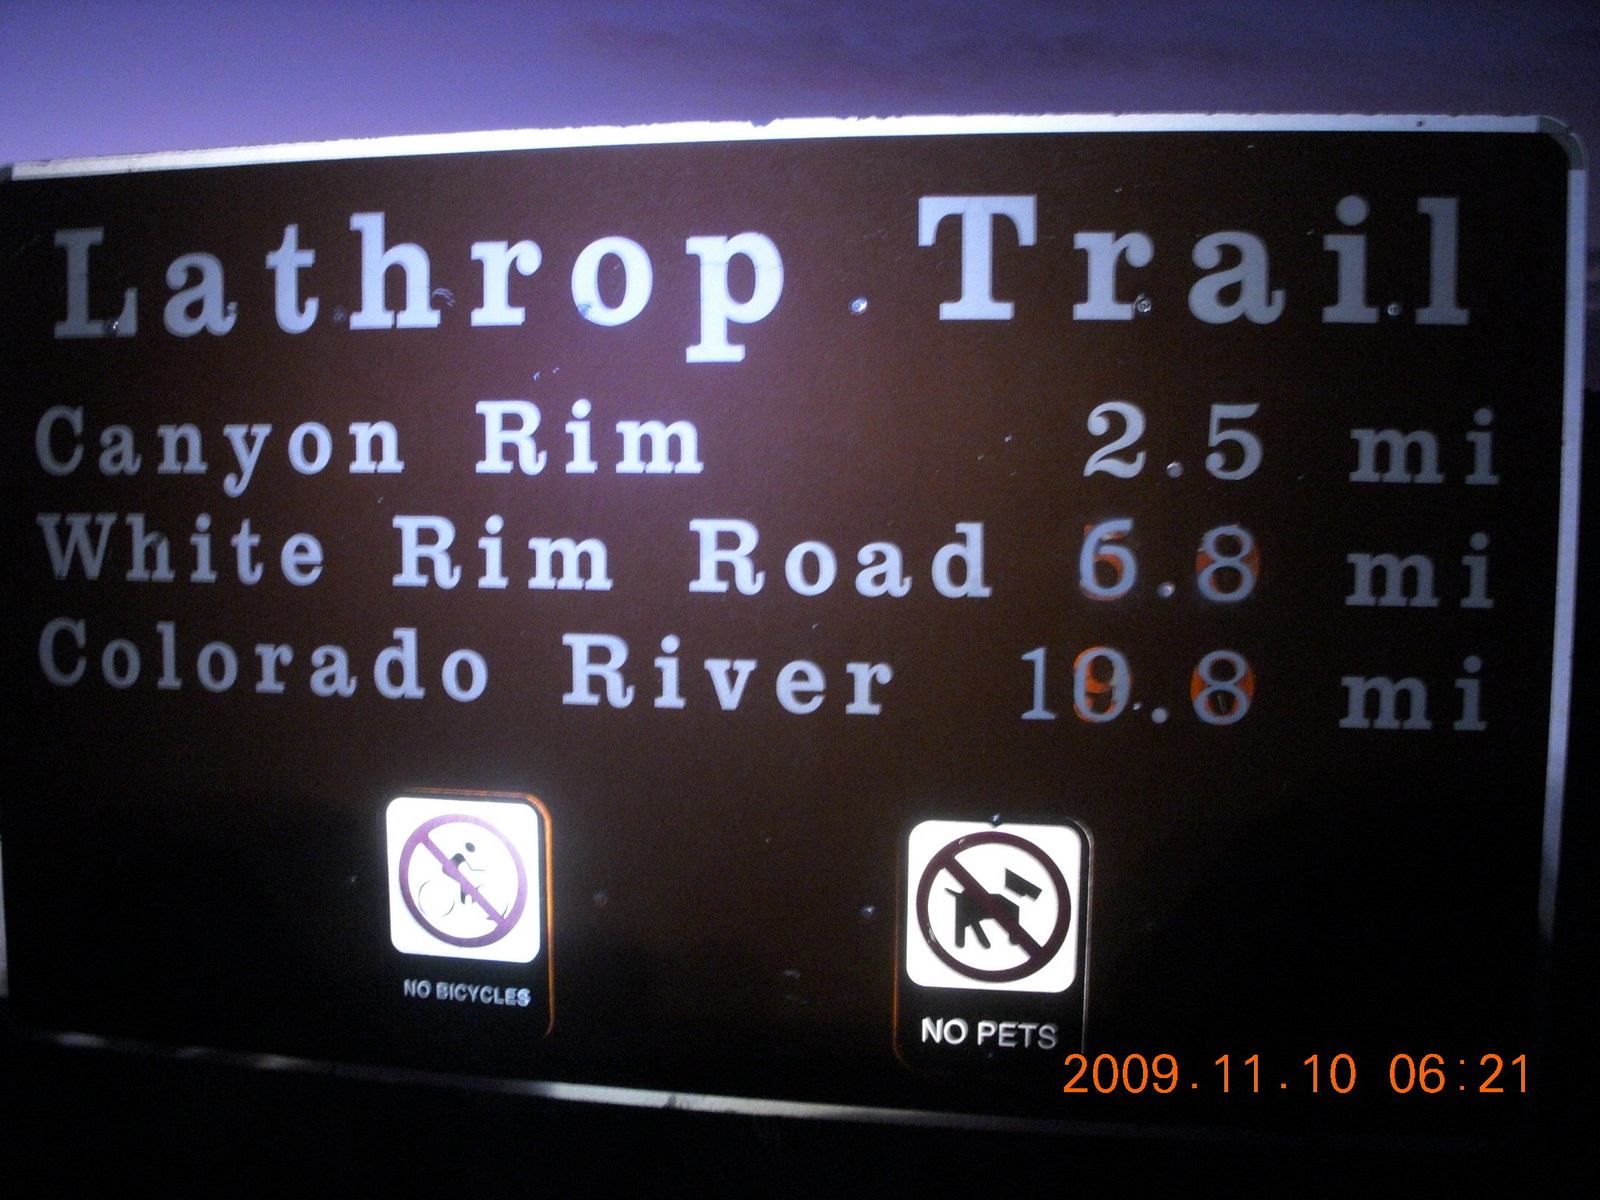 Lathrop Trail
Canyon Rim 2.5 mi
White Rim Road 6.8 mi
Colorado River 10.8 mi
NO BICYCLES
NO PETS
2009.11.10 06:21